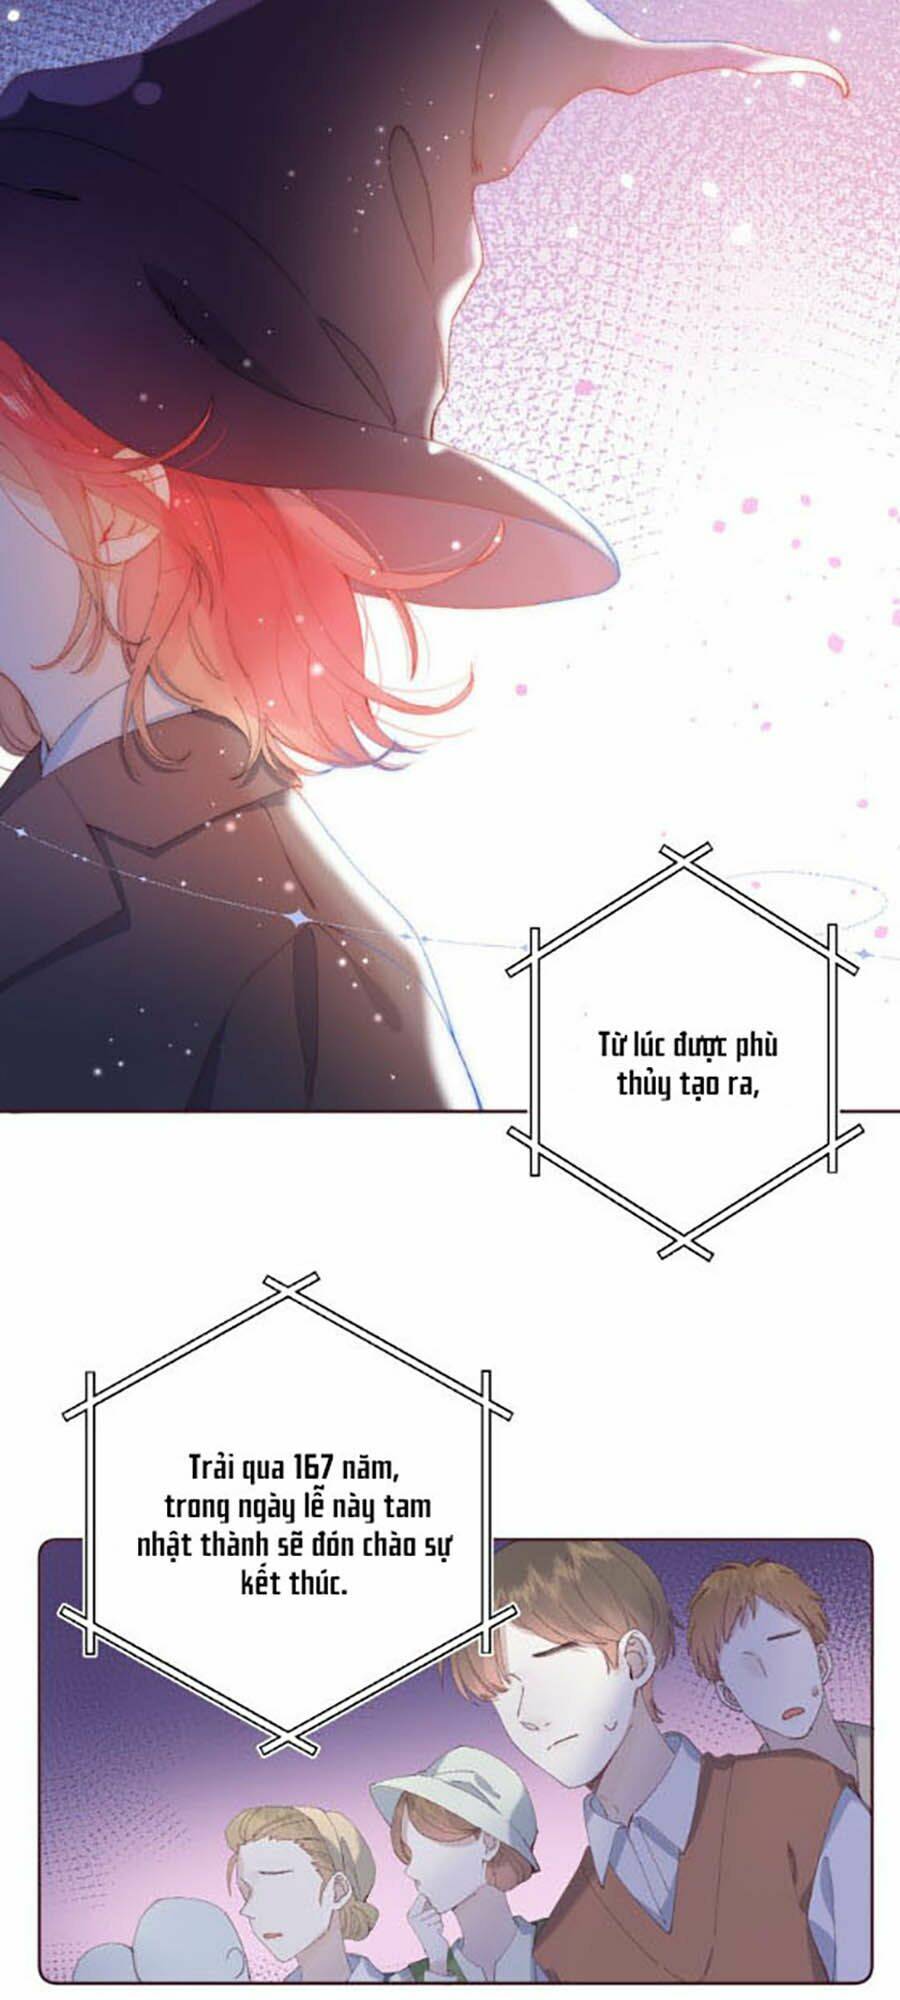 Từ lúc được phù
thủy tạo ra,
Trải qua 167 năm,
trong ngày lễ này tam
nhật thành sẽ đón chào sự
kết thúc.